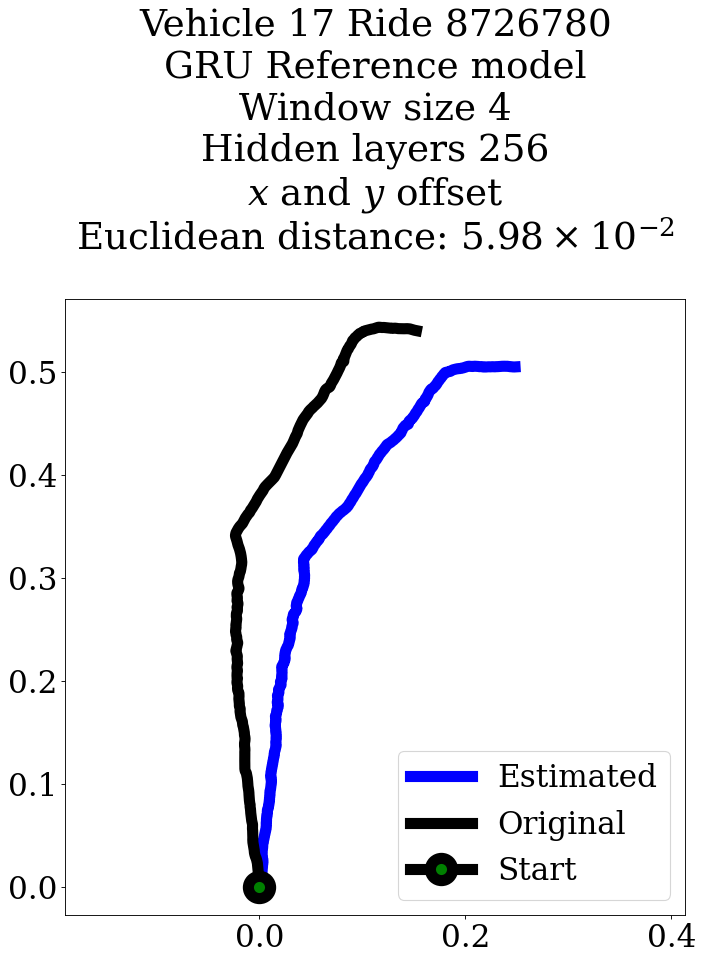 Vehicle 17 Ride 8726780
GRU Reference model
Window size 4
Hidden layers 256
x and y offset
Euclidean distance: 5.98 × 10⁻²
0.5
0.4
0.3
0.2
0.1
0.0
Estimated
Original
Start
0.0 0.2 0.4